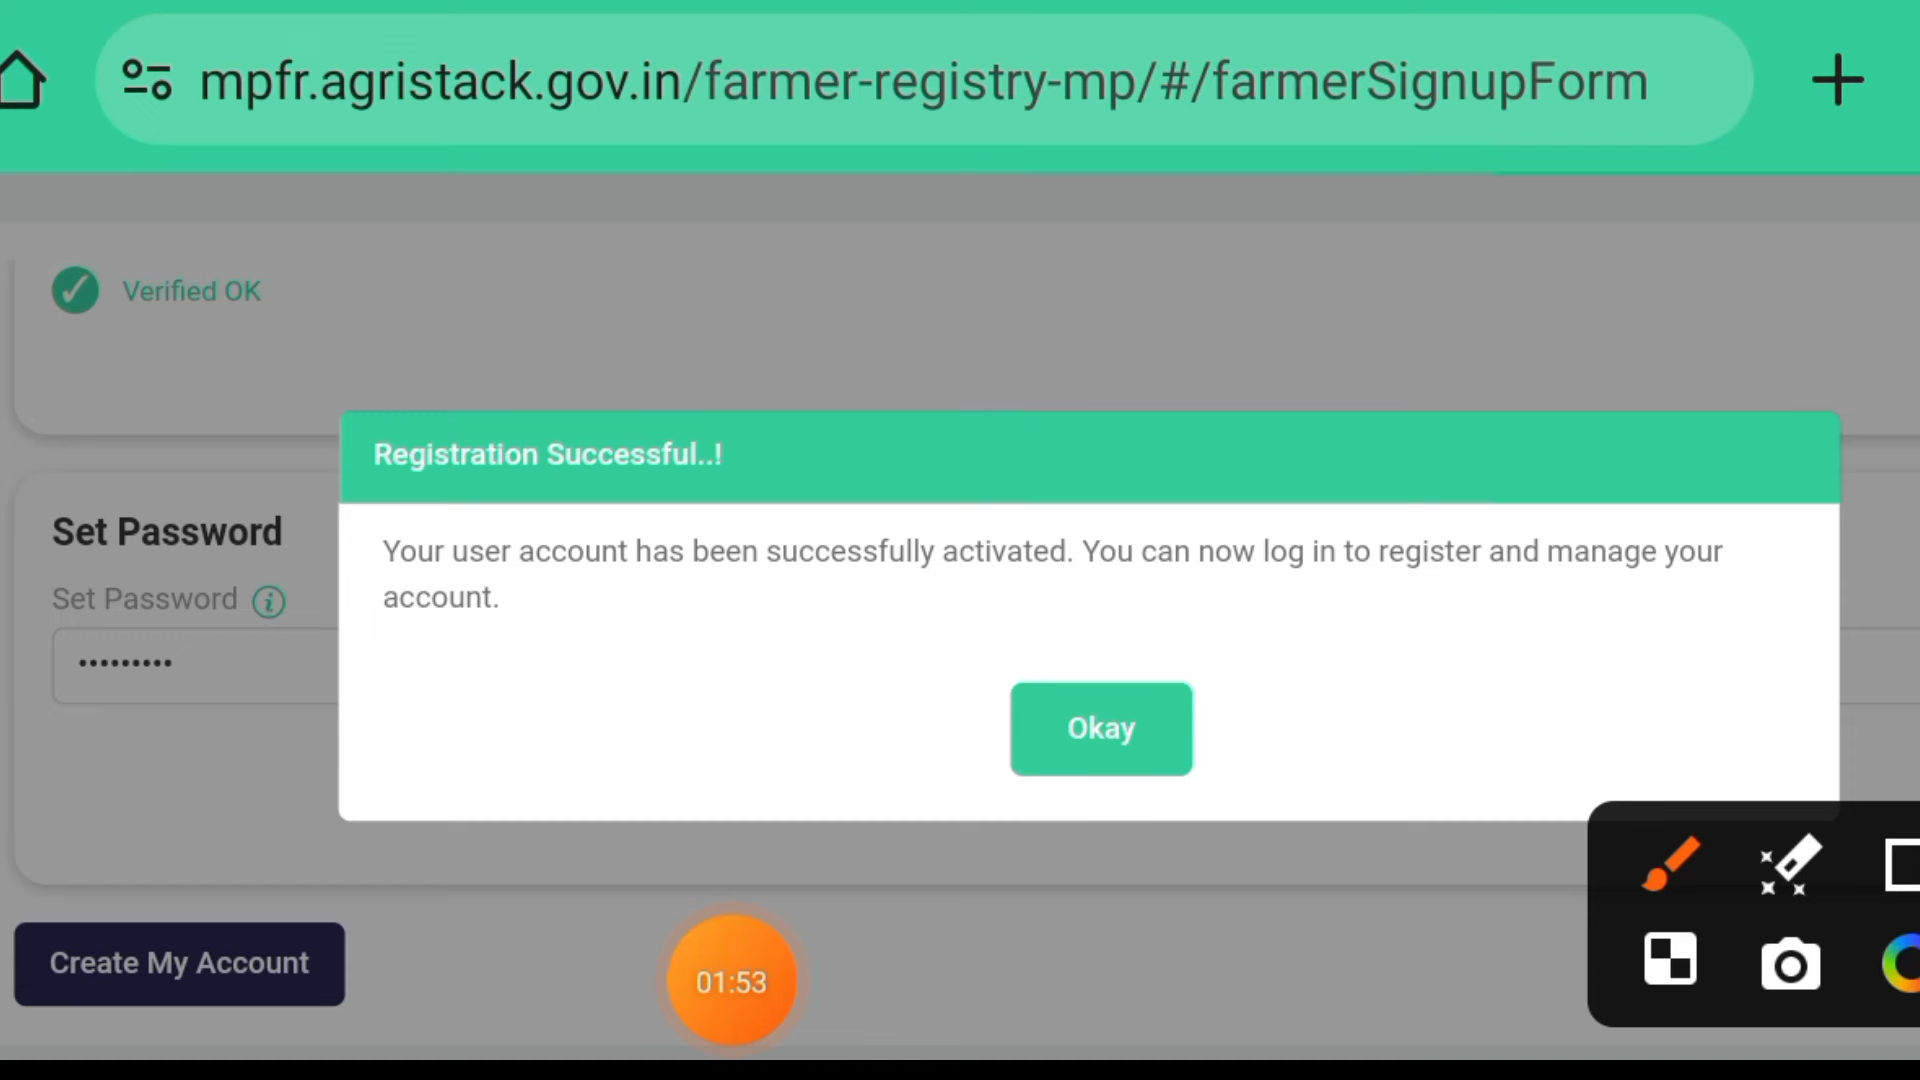 mpfr.agristack.gov.in/farmer-registry-mp/#/farmerSignupForm
Verified OK
Registration Successful..!
Your user account has been successfully activated. You can now log in to register and manage your
account.
Okay
Set Password
Set Password
•••••••••
Create My Account
01:53